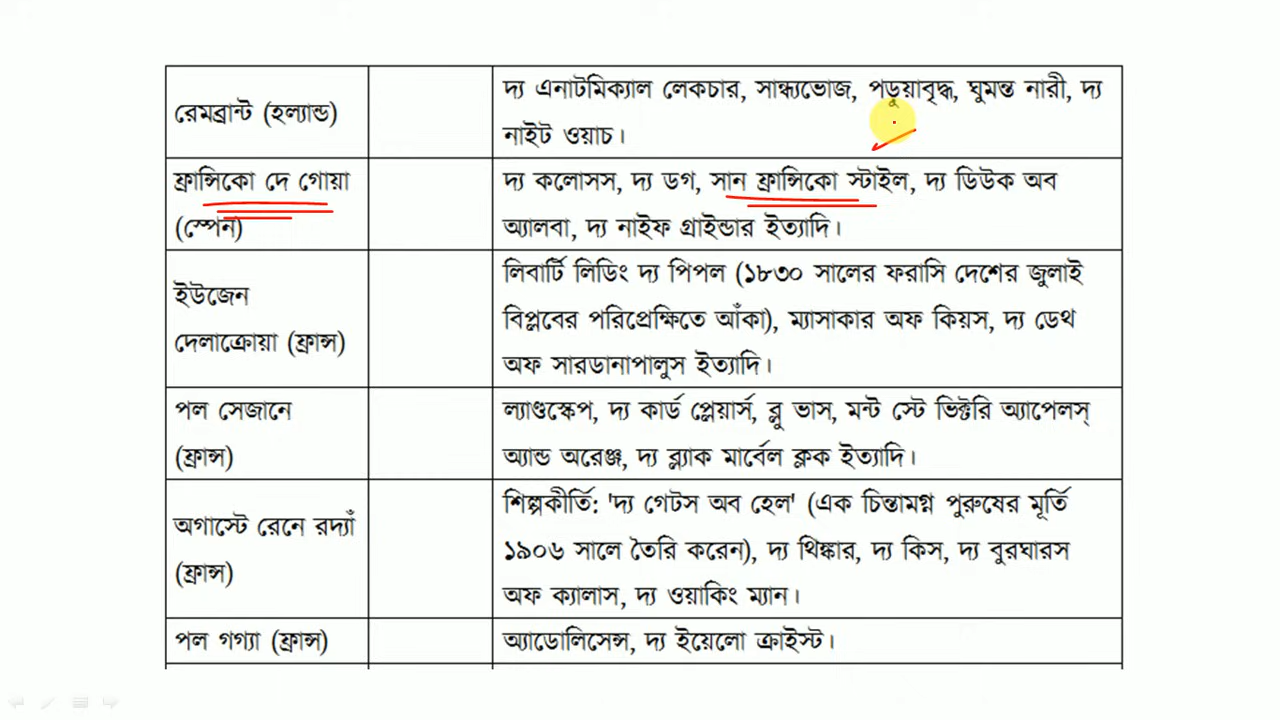 রেমব্রান্ট (হল্যান্ড)
দ্য এনাটমিক্যাল লেকচার, সান্ধ্যভোজ, পড়ুয়াবৃদ্ধ, ঘুমন্ত নারী, দ্য
নাইট ওয়াচ।
ফ্রান্সিকো দে গোয়া
(স্পেন)
দ্য কলোসস, দ্য ডগ, সান ফ্রান্সিকো স্টাইল, দ্য ডিউক অব
অ্যালবা, দ্য নাইফ গ্রাইন্ডার ইত্যাদি।
ইউজেন
দেলাক্রোয়া (ফ্রান্স)
লিবার্টি লিডিং দ্য পিপল (১৮৩০ সালের ফরাসি দেশের জুলাই
বিপ্লবের পরিপ্রেক্ষিতে আঁকা), ম্যাসাকার অফ কিয়স, দ্য ডেথ
অফ সারডানাপালুস ইত্যাদি।
পল সেজানে
(ফ্রান্স)
ল্যাণ্ডস্কেপ, দ্য কার্ড প্লেয়ার্স, ব্লু ভাস, মন্ট স্টে ভিক্টরি অ্যাপেলস্
অ্যান্ড অরেঞ্জ, দ্য ব্ল্যাক মার্বেল ক্লক ইত্যাদি।
অগাস্টে রেনে রদ্যাঁ
(ফ্রান্স)
শিল্পকীর্তি: 'দ্য গেটস অব হেল' (এক চিন্তামগ্ন পুরুষের মূর্তি
১৯০৬ সালে তৈরি করেন), দ্য থিঙ্কার, দ্য কিস, দ্য বুরঘারস
অফ ক্যালাস, দ্য ওয়াকিং ম্যান।
পল গগ্যা (ফ্রান্স)
অ্যাডোলিসেন্স, দ্য ইয়েলো ক্রাইস্ট।